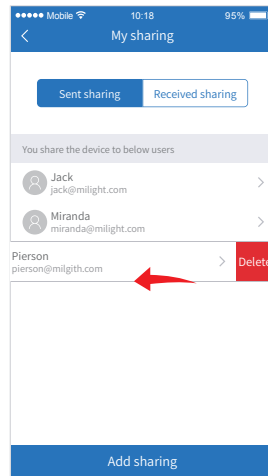 Mobile 10:18 95%
My sharing
Sent sharing Received sharing
You share the device to below users
Jack
jack@milight.com
Miranda
miranda@milight.com
Pierson
pierson@milgith.com
Delete
Add sharing